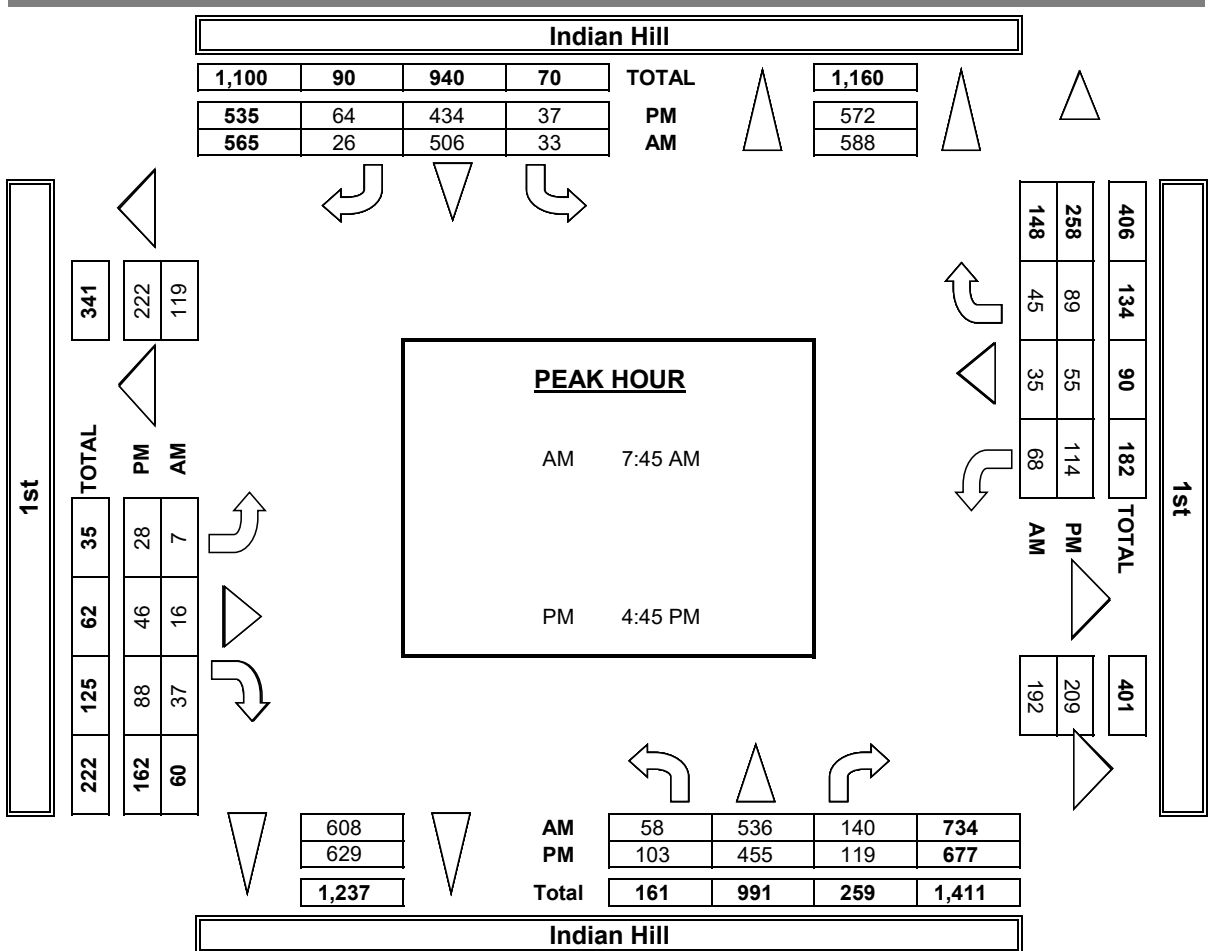 Indian Hill
1,100 90 940 70 TOTAL 1,160
535 64 434 37 PM 572
565 26 506 33 AM 588
1st
341 222 119
TOTAL PM AM
35 28 7
62 46 16
125 88 37
222 162 60
148 258 406
45 89 134
35 55 90
68 114 182
AM PM TOTAL
192 209 401
1st
PEAK HOUR
AM 7:45 AM
PM 4:45 PM
608 AM 58 536 140 734
629 PM 103 455 119 677
1,237 Total 161 991 259 1,411
Indian Hill